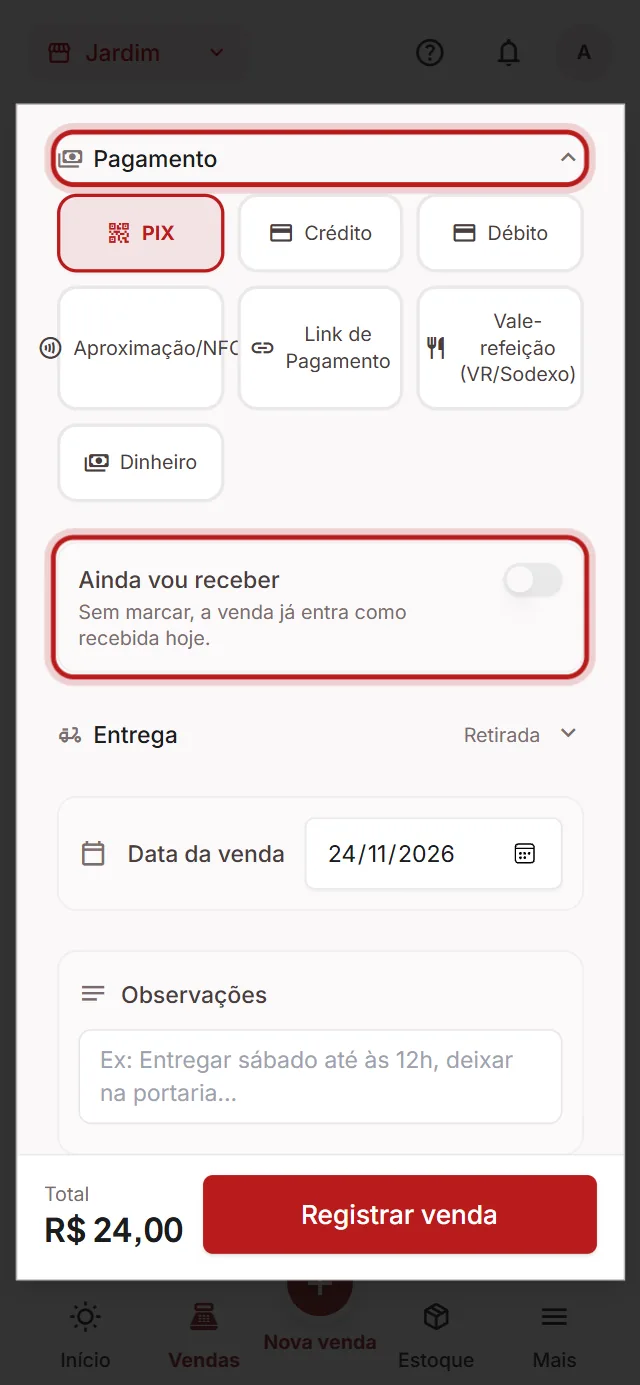 Jardim
A
Pagamento
PIX
Crédito
Débito
Aproximação/NFC
Link de
Pagamento
Vale-
refeição
(VR/Sodexo)
Dinheiro
Ainda vou receber
Sem marcar, a venda já entra como
recebida hoje.
Entrega
Retirada
Data da venda
24/11/2026
Observações
Ex: Entregar sábado até às 12h, deixar
na portaria...
Total
R$ 24,00
Registrar venda
Início
Vendas
Nova venda
Estoque
Mais